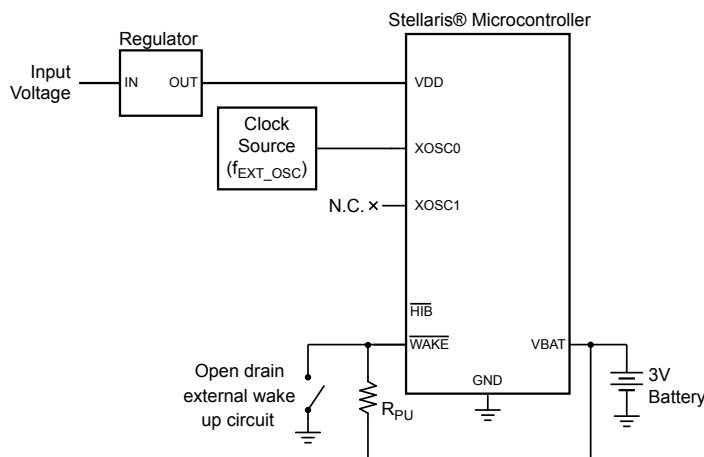 Stellaris® Microcontroller
Regulator
Input
Voltage
IN
OUT
VDD
Clock
Source
(fEXT_OSC)
XOSC0
N.C.
XOSC1
HIB
WAKE
VBAT
Open drain
external wake
up circuit
RPU
GND
3V
Battery